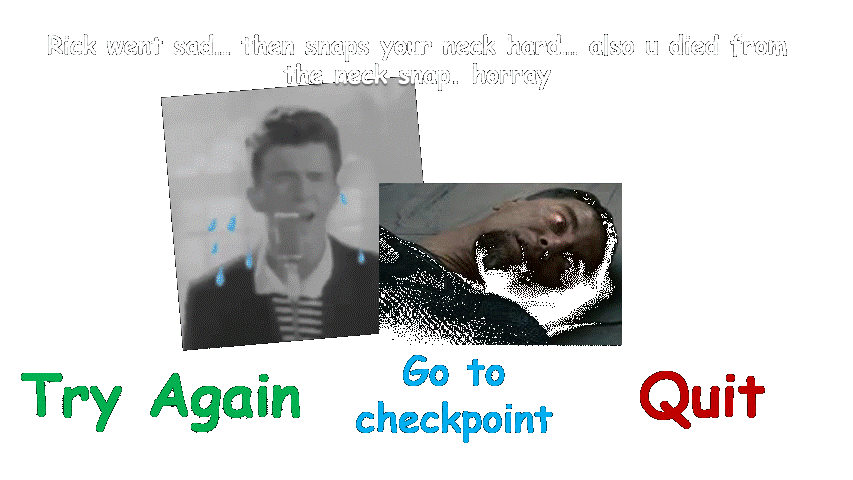 Rick went sad... then snaps your neck hard... also u died from
the neck snap. horray
Try Again
Go to
checkpoint
Quit